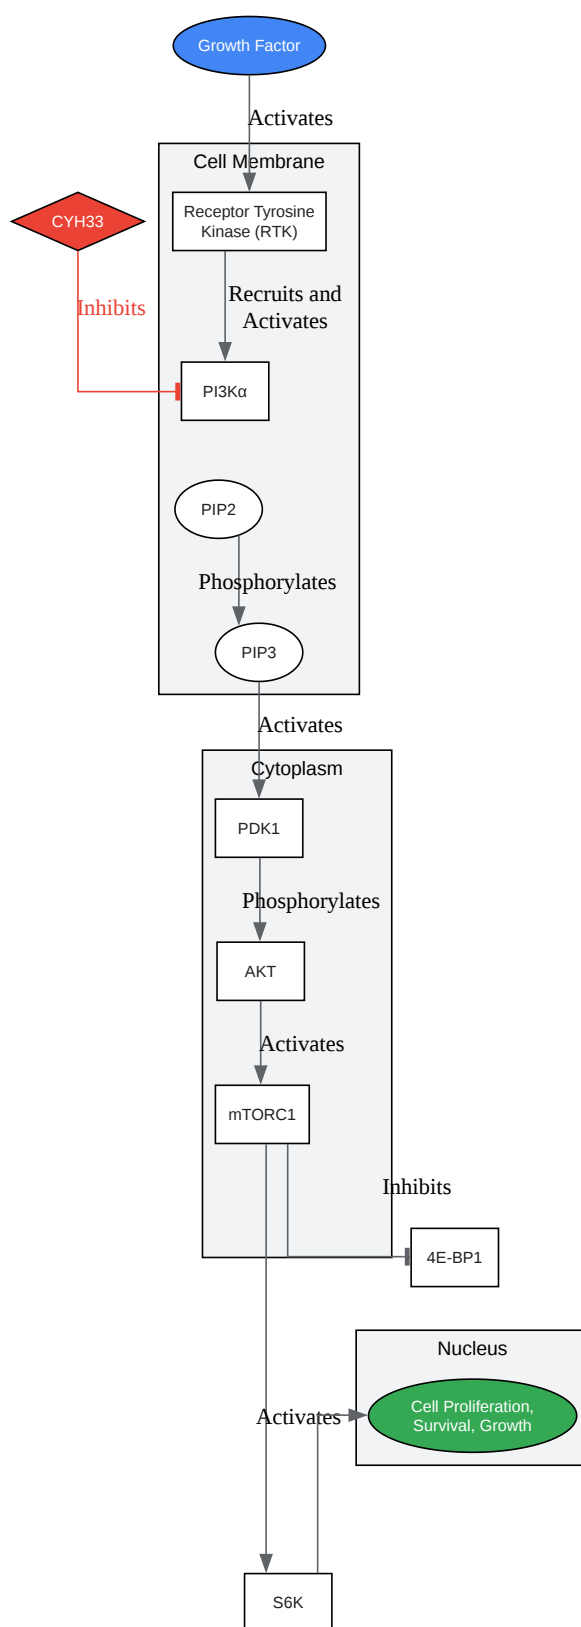 Growth Factor
Activates
Cell Membrane
Receptor Tyrosine
Kinase (RTK)
CYH33
Recruits and
Activates
Inhibits
PI3Kα
PIP2
Phosphorylates
PIP3
Activates
Cytoplasm
PDK1
Phosphorylates
AKT
Activates
mTORC1
Inhibits
4E-BP1
Nucleus
Cell Proliferation,
Survival, Growth
Activates
S6K